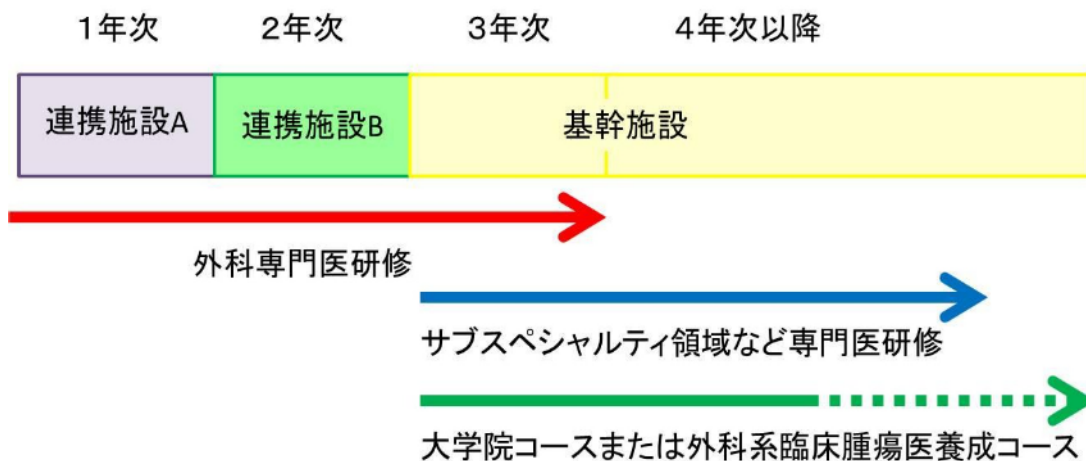 1年次 2年次 3年次 4年次以降
連携施設A 連携施設B 基幹施設
外科専門医研修
サブスペシャルティ領域など専門医研修
大学院コースまたは外科系臨床腫瘍医養成コース